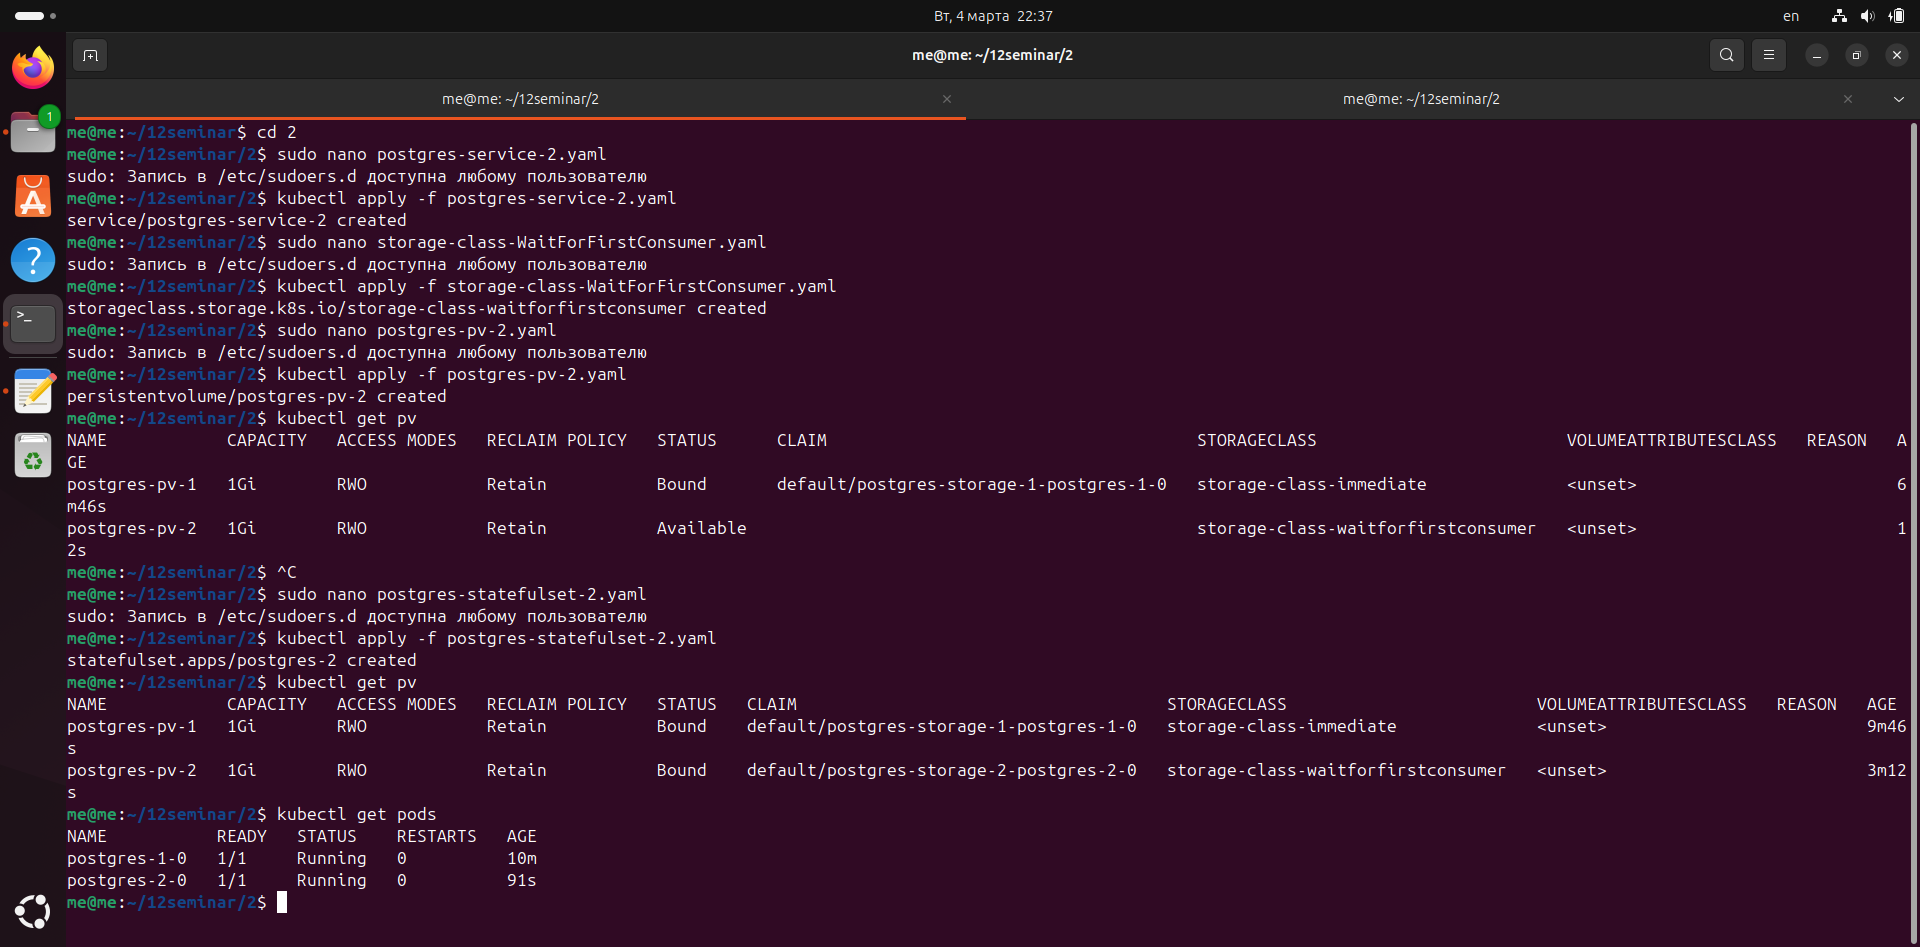 Вт, 4 марта 22:37
en
me@me: ~/12seminar/2
me@me: ~/12seminar/2
me@me: ~/12seminar/2
1
me@me:~/12seminar$ cd 2
me@me:~/12seminar/2$ sudo nano postgres-service-2.yaml
sudo: Запись в /etc/sudoers.d доступна любому пользователю
me@me:~/12seminar/2$ kubectl apply -f postgres-service-2.yaml
service/postgres-service-2 created
me@me:~/12seminar/2$ sudo nano storage-class-WaitForFirstConsumer.yaml
sudo: Запись в /etc/sudoers.d доступна любому пользователю
me@me:~/12seminar/2$ kubectl apply -f storage-class-WaitForFirstConsumer.yaml
storageclass.storage.k8s.io/storage-class-waitforfirstconsumer created
me@me:~/12seminar/2$ sudo nano postgres-pv-2.yaml
sudo: Запись в /etc/sudoers.d доступна любому пользователю
me@me:~/12seminar/2$ kubectl apply -f postgres-pv-2.yaml
persistentvolume/postgres-pv-2 created
me@me:~/12seminar/2$ kubectl get pv
NAME CAPACITY ACCESS MODES RECLAIM POLICY STATUS CLAIM STORAGECLASS VOLUMEATTRIBUTESCLASS REASON A
GE
postgres-pv-1 1Gi RWO Retain Bound default/postgres-storage-1-postgres-1-0 storage-class-immediate <unset> 6
m46s
postgres-pv-2 1Gi RWO Retain Available storage-class-waitforfirstconsumer <unset> 1
2s
me@me:~/12seminar/2$ ^C
me@me:~/12seminar/2$ sudo nano postgres-statefulset-2.yaml
sudo: Запись в /etc/sudoers.d доступна любому пользователю
me@me:~/12seminar/2$ kubectl apply -f postgres-statefulset-2.yaml
statefulset.apps/postgres-2 created
me@me:~/12seminar/2$ kubectl get pv
NAME CAPACITY ACCESS MODES RECLAIM POLICY STATUS CLAIM STORAGECLASS VOLUMEATTRIBUTESCLASS REASON AGE
postgres-pv-1 1Gi RWO Retain Bound default/postgres-storage-1-postgres-1-0 storage-class-immediate <unset> 9m46
s
postgres-pv-2 1Gi RWO Retain Bound default/postgres-storage-2-postgres-2-0 storage-class-waitforfirstconsumer <unset> 3m12
s
me@me:~/12seminar/2$ kubectl get pods
NAME READY STATUS RESTARTS AGE
postgres-1-0 1/1 Running 0 10m
postgres-2-0 1/1 Running 0 91s
me@me:~/12seminar/2$